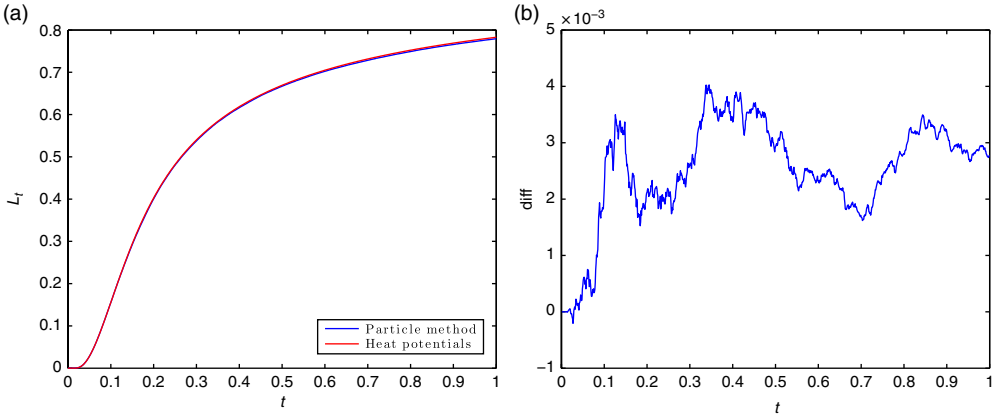 (a)
0.8
0.7
0.6
0.5
0.4
0.3
0.2
0.1
0
L_t
Particle method
Heat potentials
0 0.1 0.2 0.3 0.4 0.5 0.6 0.7 0.8 0.9 1
t
(b)
×10⁻³
5
4
3
2
1
0
−1
diff
0 0.1 0.2 0.3 0.4 0.5 0.6 0.7 0.8 0.9 1
t